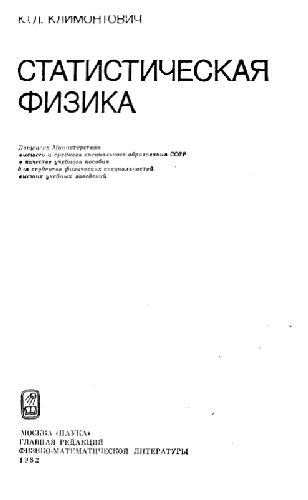 Ю. Л. КЛИМОНТОВИЧ
СТАТИСТИЧЕСКАЯ
ФИЗИКА
Допущено Министерством
высшего и среднего специального образования СССР
в качестве учебного пособия
для студентов физических специальностей
высших учебных заведений
МОСКВА «НАУКА»
ГЛАВНАЯ РЕДАКЦИЯ
ФИЗИКО-МАТЕМАТИЧЕСКОЙ ЛИТЕРАТУРЫ
1982